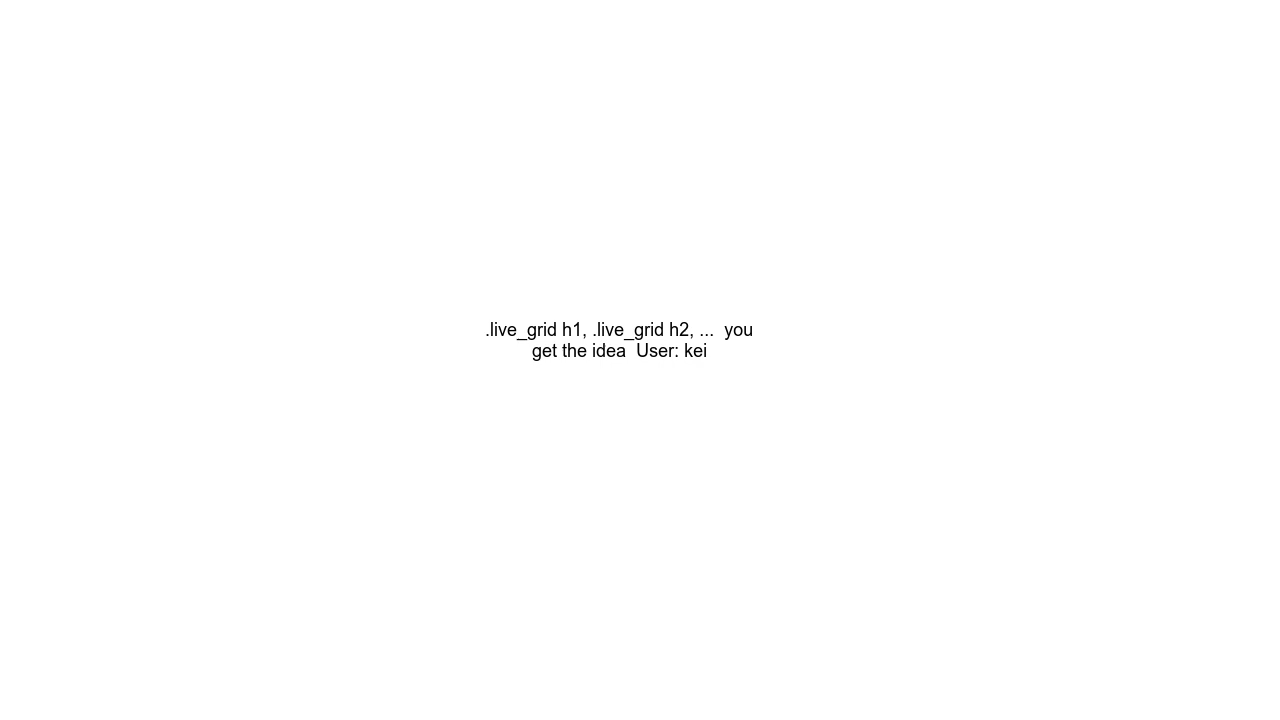 .live_grid h1, .live_grid h2, ...  you
get the idea  User: kei